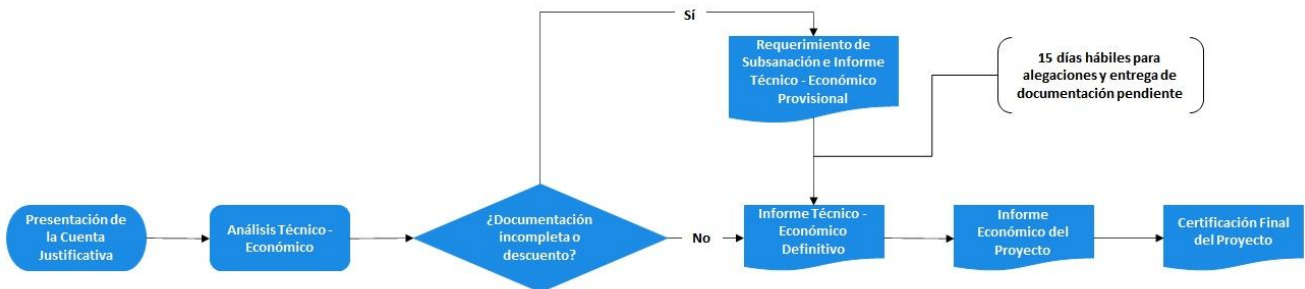 Sí
Requerimiento de
Subsanación e Informe
Técnico - Económico
Provisional
15 días hábiles para
alegaciones y entrega de
documentación pendiente
Presentación de
la Cuenta
Justificativa
Análisis Técnico -
Económico
¿Documentación
incompleta o
descuento?
No
Informe Técnico -
Económico
Definitivo
Informe
Económico del
Proyecto
Certificación Final
del Proyecto